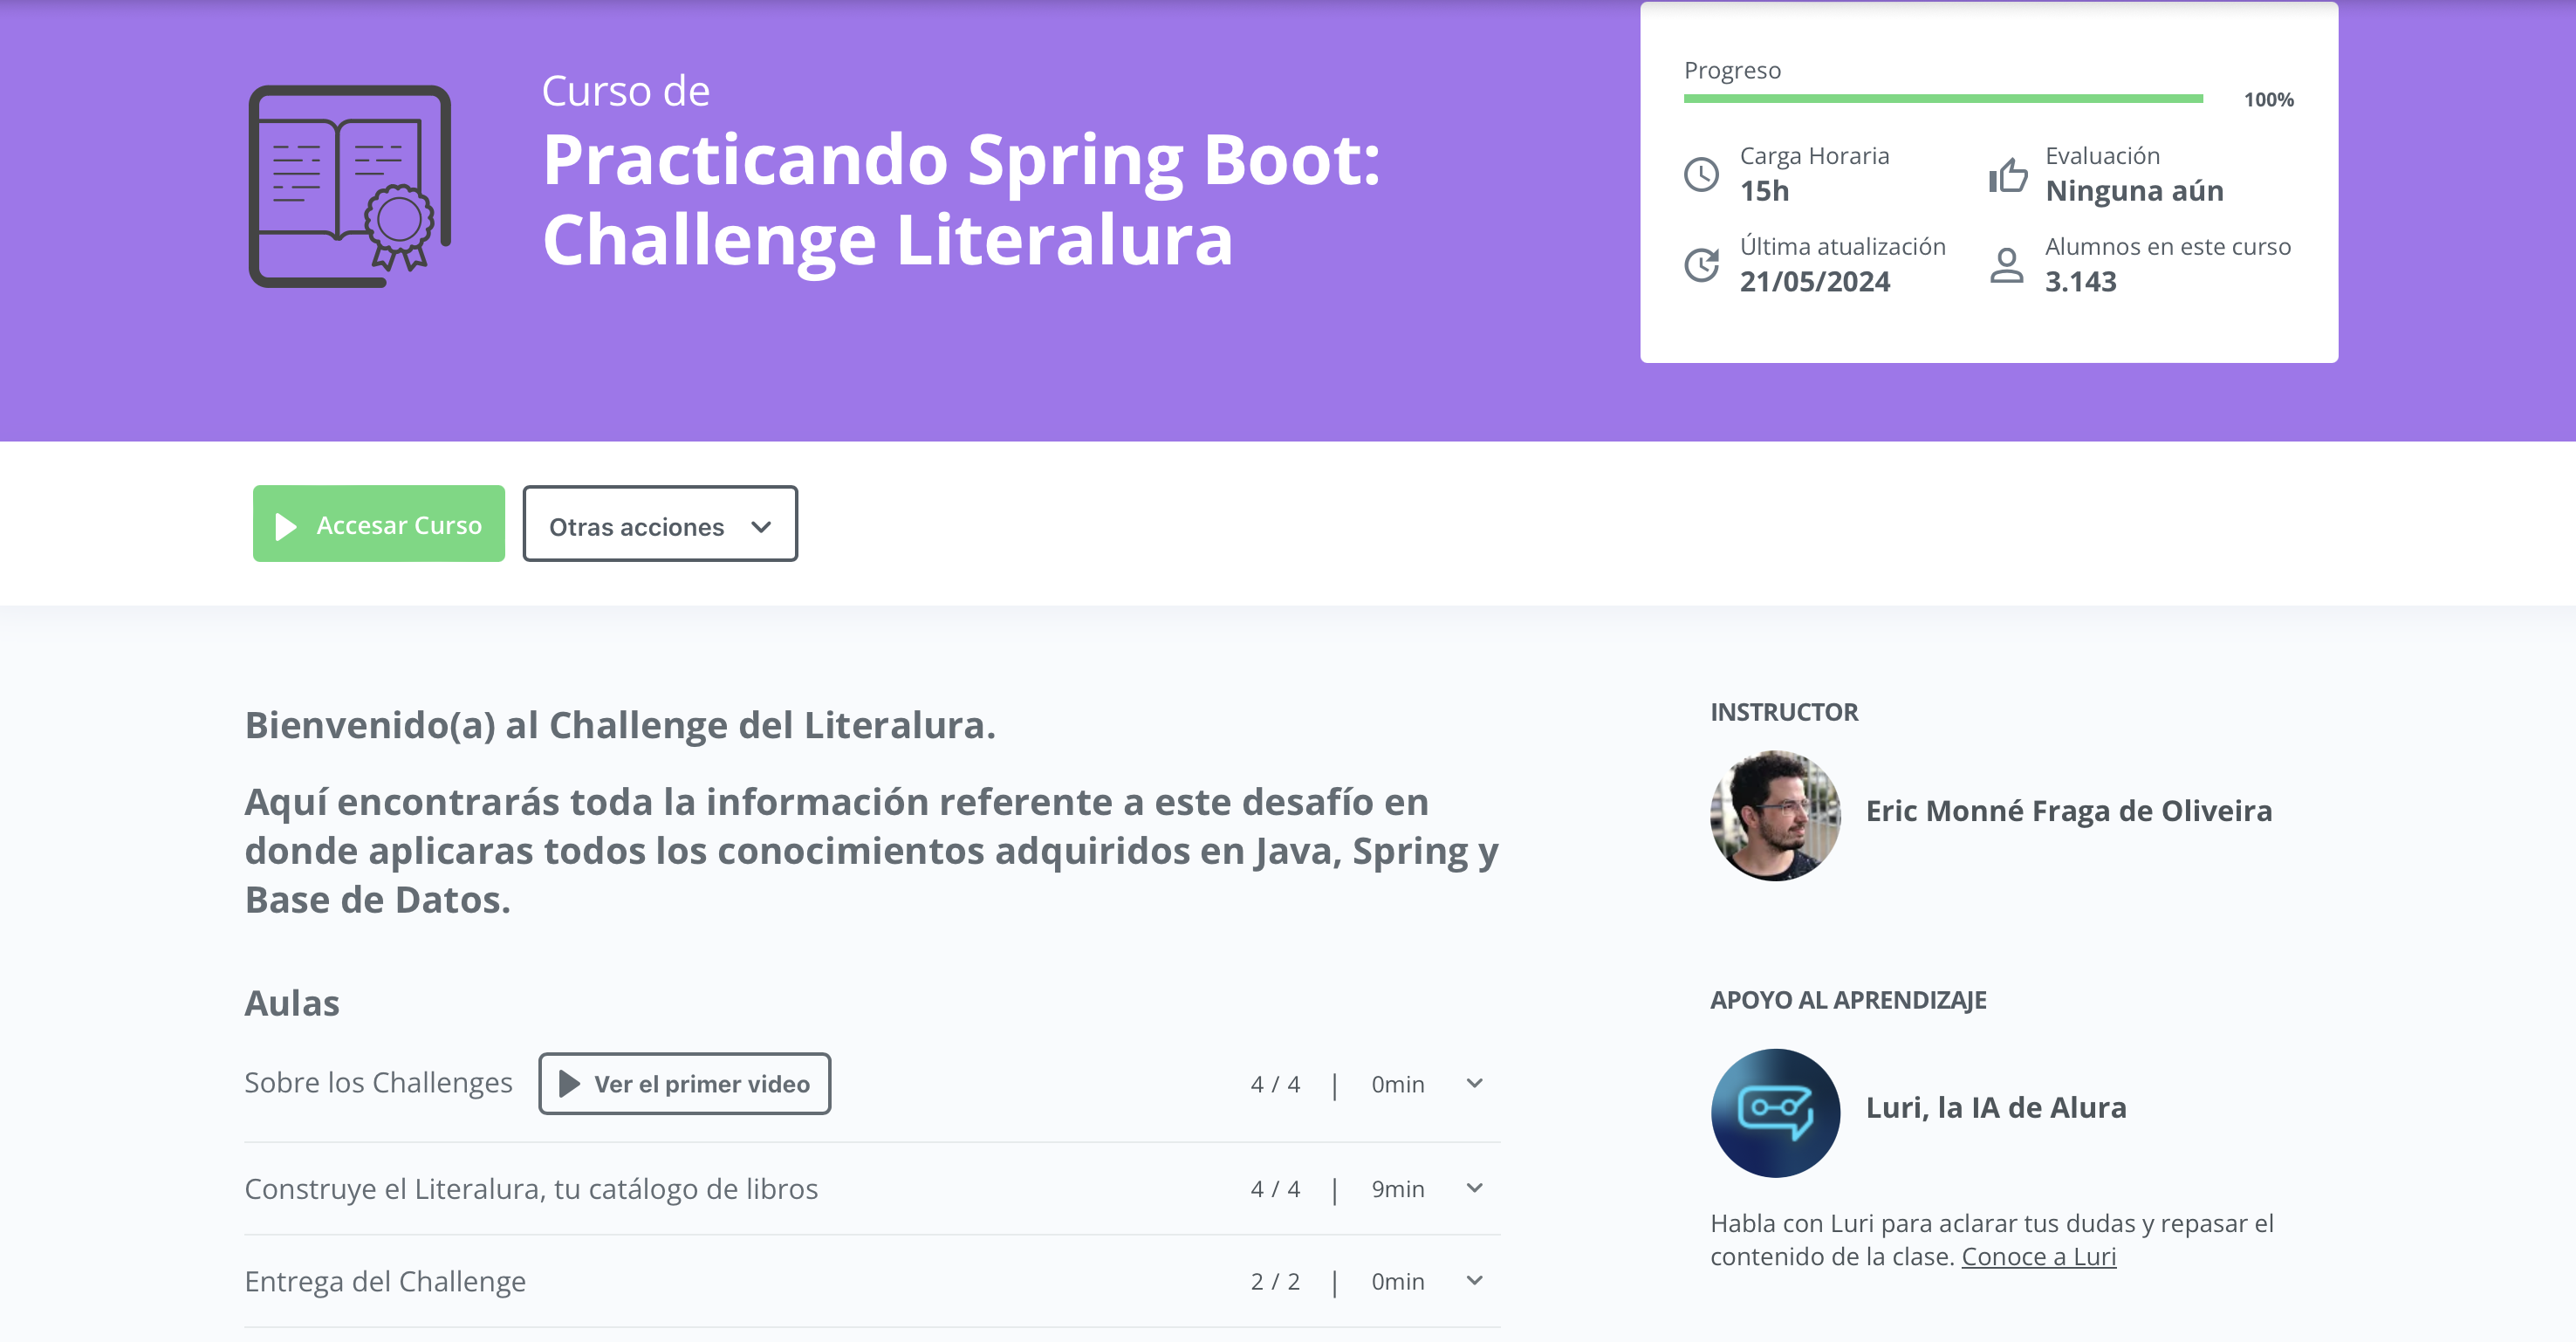 Curso de
Practicando Spring Boot:
Challenge Literalura
Progreso
100%
Carga Horaria
15h
Evaluación
Ninguna aún
Última atualización
21/05/2024
Alumnos en este curso
3.143
Accesar Curso
Otras acciones
Bienvenido(a) al Challenge del Literalura.
Aquí encontrarás toda la información referente a este desafío en
donde aplicaras todos los conocimientos adquiridos en Java, Spring y
Base de Datos.
Aulas
Sobre los Challenges Ver el primer video 4 / 4 | 0min
Construye el Literalura, tu catálogo de libros 4 / 4 | 9min
Entrega del Challenge 2 / 2 | 0min
INSTRUCTOR
Eric Monné Fraga de Oliveira
APOYO AL APRENDIZAJE
Luri, la IA de Alura
Habla con Luri para aclarar tus dudas y repasar el
contenido de la clase. Conoce a Luri